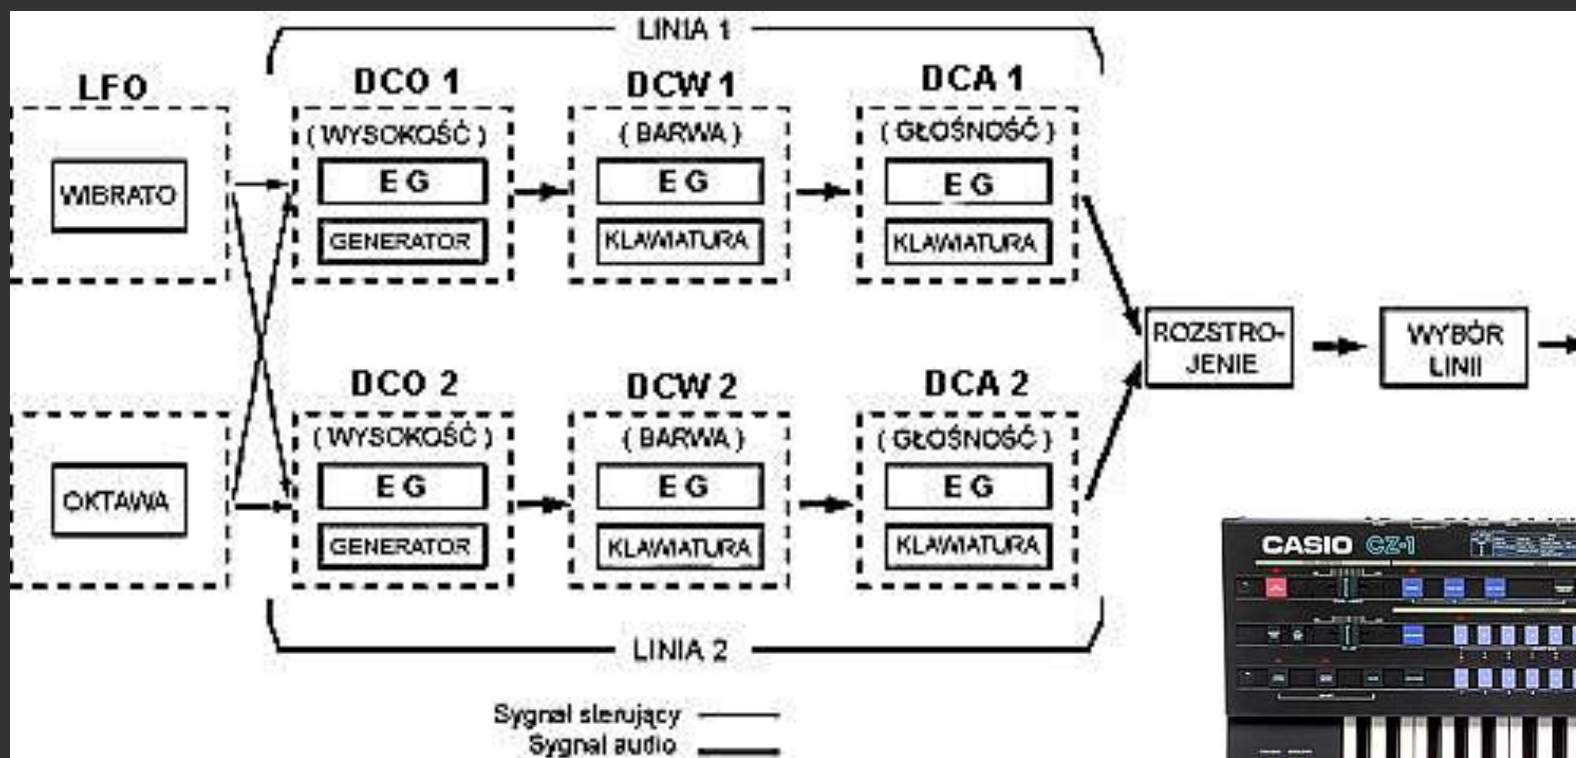 LINIA 1
LFO
DCO 1
DCW 1
DCA 1
( WYSOKOŚĆ )
( BARWA )
( GŁOŚNOŚĆ )
WIBRATO
EG
EG
EG
GENERATOR
KLAWIATURA
KLAWIATURA
ROZSTRO-
JENIE
WYBÓR
LINII
DCO 2
DCW 2
DCA 2
( WYSOKOŚĆ )
( BARWA )
( GŁOŚNOŚĆ )
OKTAWA
EG
EG
EG
GENERATOR
KLAWIATURA
KLAWIATURA
LINIA 2
Sygnał sterujący
Sygnał audio
CASIO CZ-1